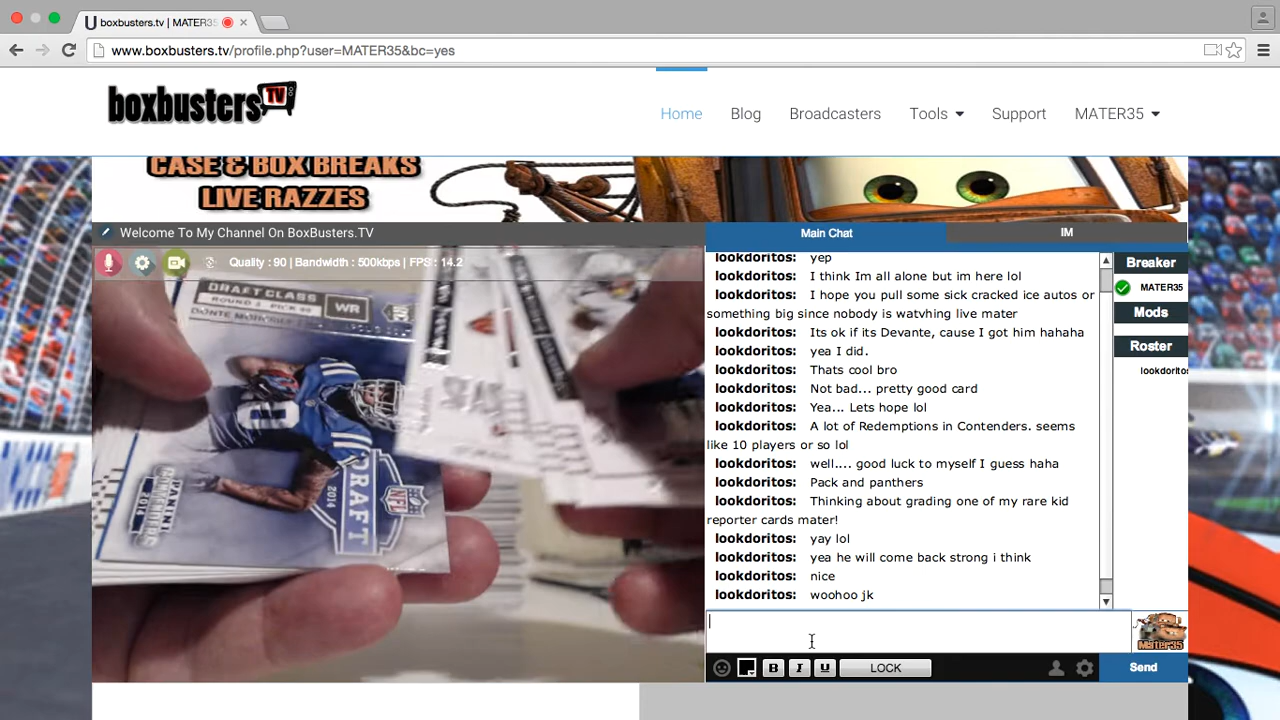 boxbusters.tv | MATER35
www.boxbusters.tv/profile.php?user=MATER35&bc=yes
boxbusters TV
Home Blog Broadcasters Tools Support MATER35
CASE & BOX BREAKS
LIVE RAZZES
Welcome To My Channel On BoxBusters.TV
Quality : 90 | Bandwidth : 500kbps | FPS : 14.2
DRAFT CLASS
WR
DRAFT
2014
NFL
Main Chat IM
lookdoritos: yep
lookdoritos: I think Im all alone but im here lol
lookdoritos: I hope you pull some sick cracked ice autos or
something big since nobody is watvhing live mater
lookdoritos: Its ok if its Devante, cause I got him hahaha
lookdoritos: yea I did.
lookdoritos: Thats cool bro
lookdoritos: Not bad... pretty good card
lookdoritos: Yea... Lets hope lol
lookdoritos: A lot of Redemptions in Contenders. seems
like 10 players or so lol
lookdoritos: well.... good luck to myself I guess haha
lookdoritos: Pack and panthers
lookdoritos: Thinking about grading one of my rare kid
reporter cards mater!
lookdoritos: yay lol
lookdoritos: yea he will come back strong i think
lookdoritos: nice
lookdoritos: woohoo jk
Breaker
MATER35
Mods
Roster
lookdoritos
Mater35
B I U LOCK Send